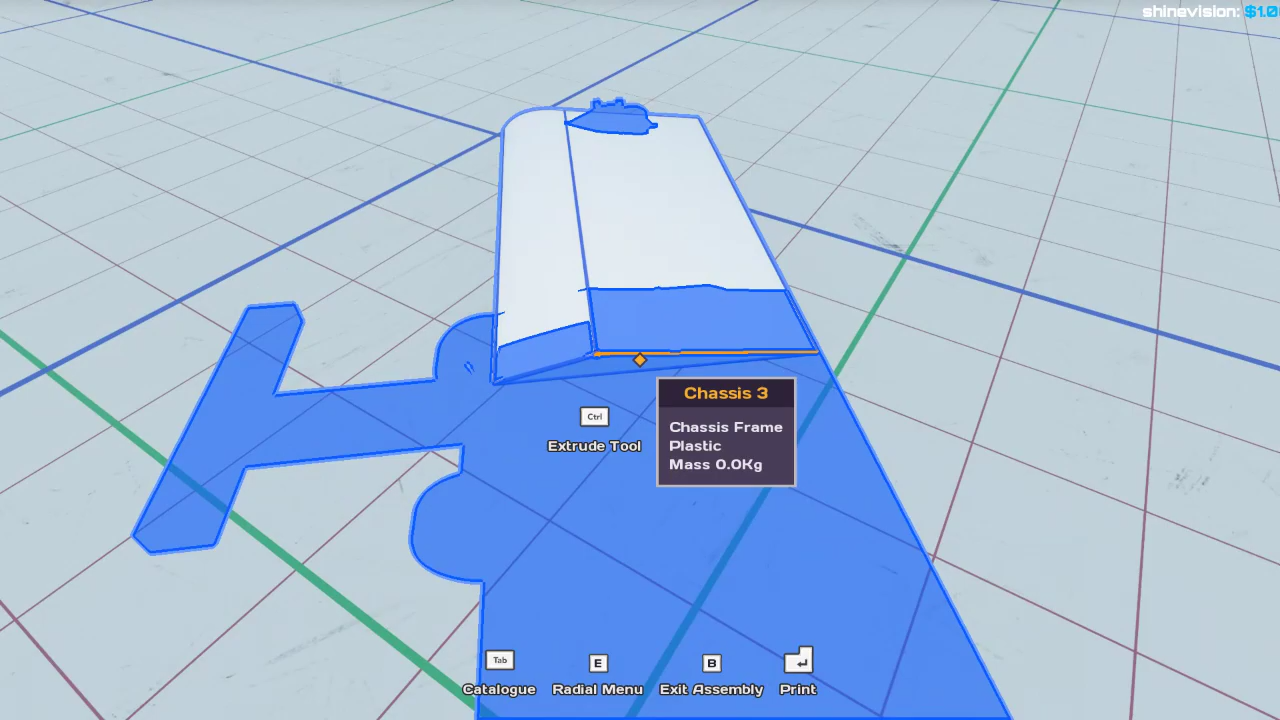 shinevision: $1.0
Chassis 3
Chassis Frame
Plastic
Mass 0.0Kg
Ctrl
Extrude Tool
Tab
Catalogue
E
Radial Menu
B
Exit Assembly
Print